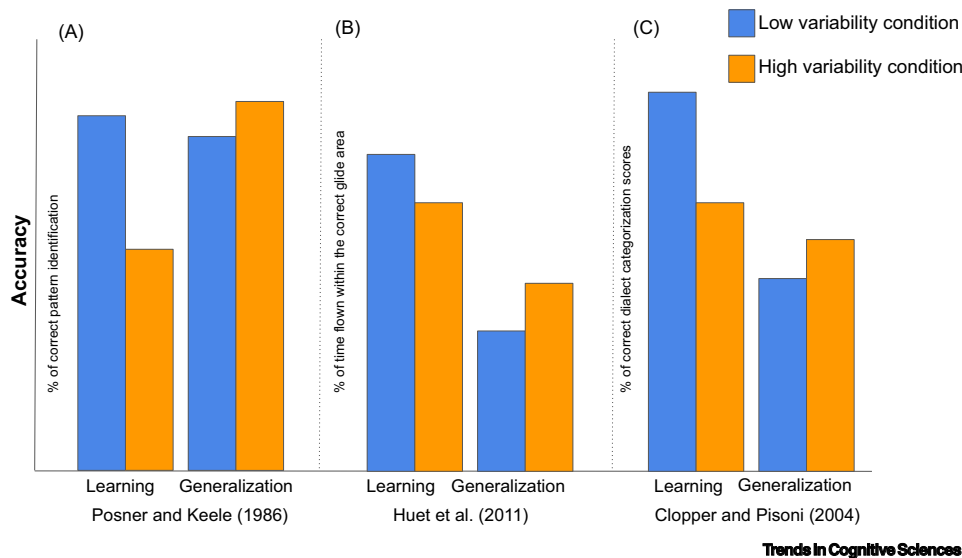 (A)
(B)
(C)
Low variability condition
High variability condition
Accuracy
% of correct pattern identification
% of time flown within the correct glide area
% of correct dialect categorization scores
Learning Generalization
Learning Generalization
Learning Generalization
Posner and Keele (1986)
Huet et al. (2011)
Clopper and Pisoni (2004)
Trends in Cognitive Sciences